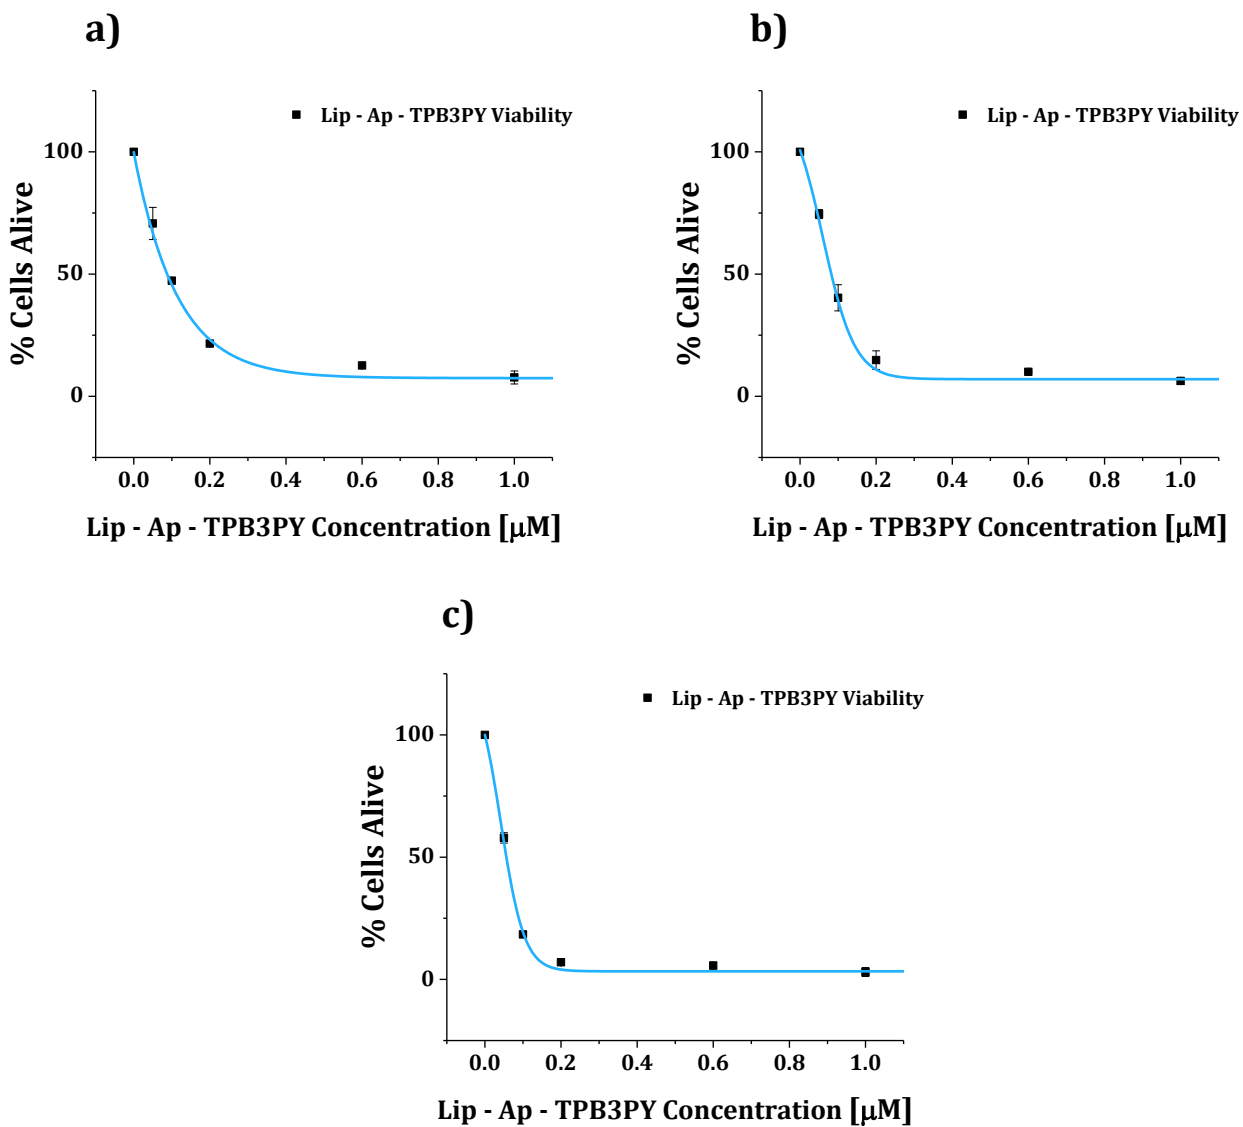 a)
Lip - Ap - TPB3PY Viability
100
50
0
% Cells Alive
0.0 0.2 0.4 0.6 0.8 1.0
Lip - Ap - TPB3PY Concentration [μM]
b)
Lip - Ap - TPB3PY Viability
100
50
0
% Cells Alive
0.0 0.2 0.4 0.6 0.8 1.0
Lip - Ap - TPB3PY Concentration [μM]
c)
Lip - Ap - TPB3PY Viability
100
50
0
% Cells Alive
0.0 0.2 0.4 0.6 0.8 1.0
Lip - Ap - TPB3PY Concentration [μM]